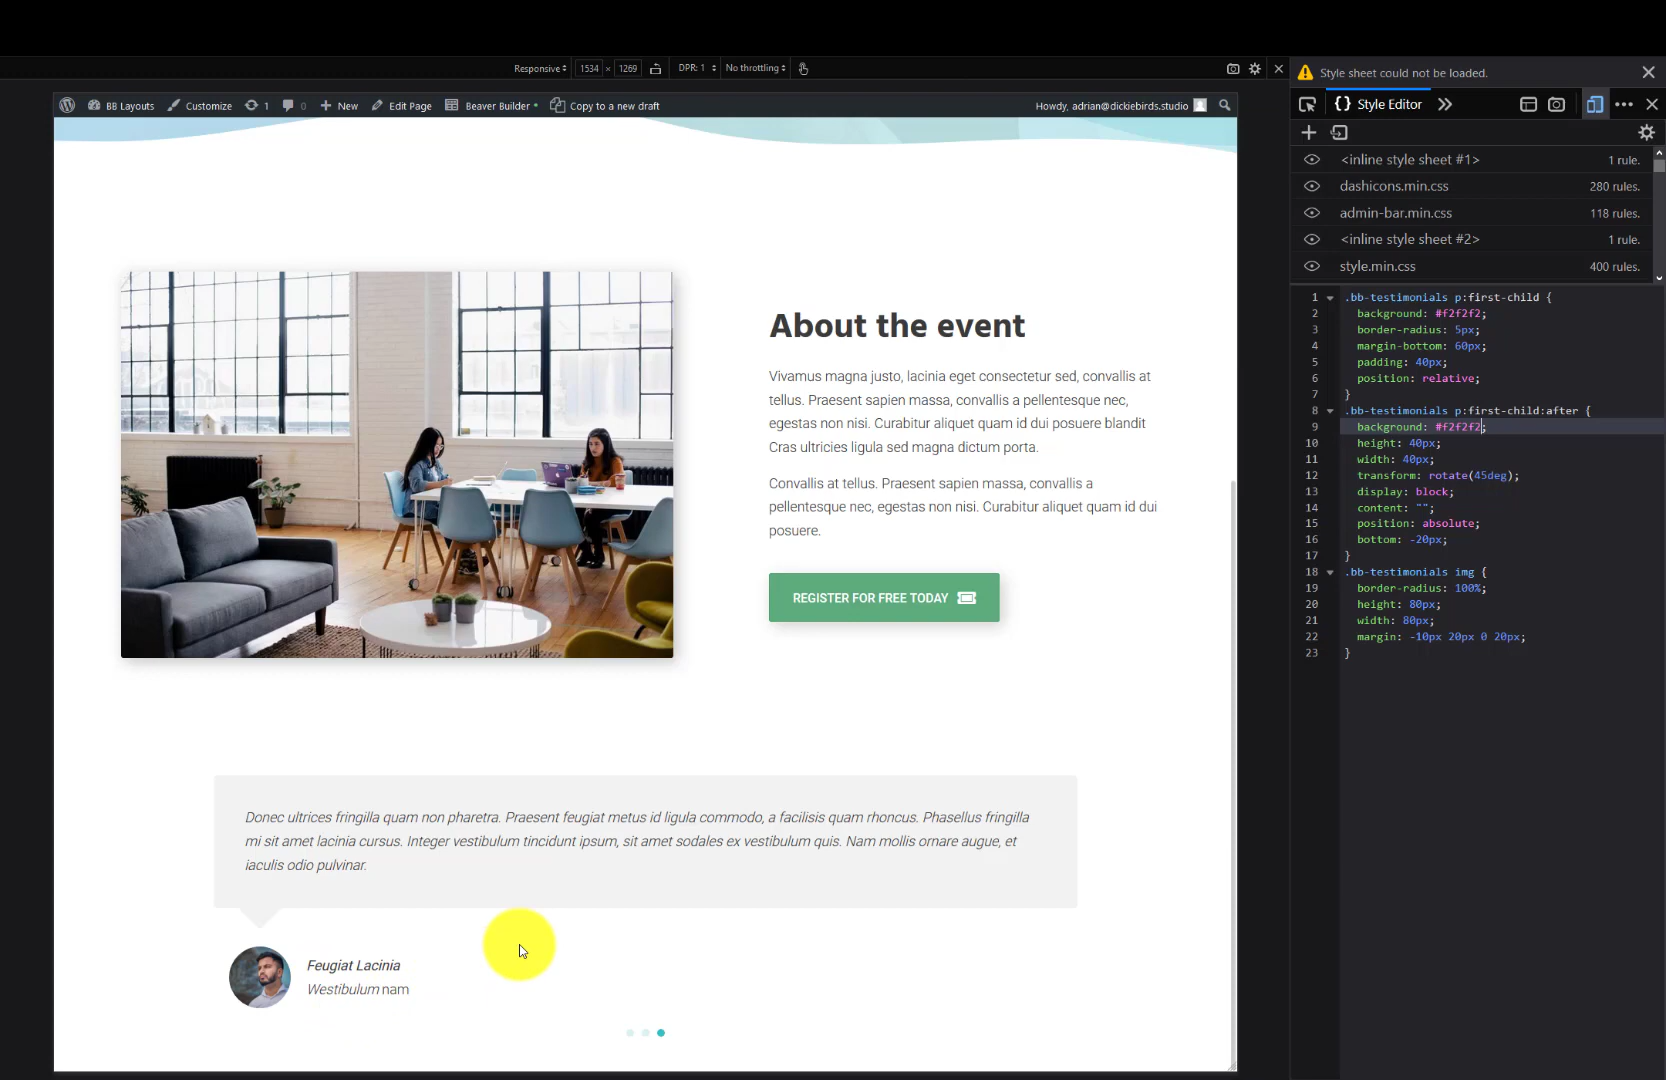 Responsive
1534 × 1269
DPR: 1
No throttling
Style sheet could not be loaded.
BB Layouts
Customize
1
0
New
Edit Page
Beaver Builder
Copy to a new draft
Howdy, adrian@dickiebirds.studio
{} Style Editor
<inline style sheet #1>
1 rule.
dashicons.min.css
280 rules.
admin-bar.min.css
118 rules.
<inline style sheet #2>
1 rule.
style.min.css
400 rules.
About the event
Vivamus magna justo, lacinia eget consectetur sed, convallis at
tellus. Praesent sapien massa, convallis a pellentesque nec,
egestas non nisi. Curabitur aliquet quam id dui posuere blandit
Cras ultricies ligula sed magna dictum porta.
Convallis at tellus. Praesent sapien massa, convallis a
pellentesque nec, egestas non nisi. Curabitur aliquet quam id dui
posuere.
REGISTER FOR FREE TODAY
Donec ultrices fringilla quam non pharetra. Praesent feugiat metus id ligula commodo, a facilisis quam rhoncus. Phasellus fringilla
mi sit amet lacinia cursus. Integer vestibulum tincidunt ipsum, sit amet sodales ex vestibulum quis. Nam mollis ornare augue, et
iaculis odio pulvinar.
Feugiat Lacinia
Westibulum nam
1 .bb-testimonials p:first-child {
2 background: #f2f2f2;
3 border-radius: 5px;
4 margin-bottom: 60px;
5 padding: 40px;
6 position: relative;
7 }
8 .bb-testimonials p:first-child:after {
9 background: #f2f2f2;
10 height: 40px;
11 width: 40px;
12 transform: rotate(45deg);
13 display: block;
14 content: "";
15 position: absolute;
16 bottom: -20px;
17 }
18 .bb-testimonials img {
19 border-radius: 100%;
20 height: 80px;
21 width: 80px;
22 margin: -10px 20px 0 20px;
23 }